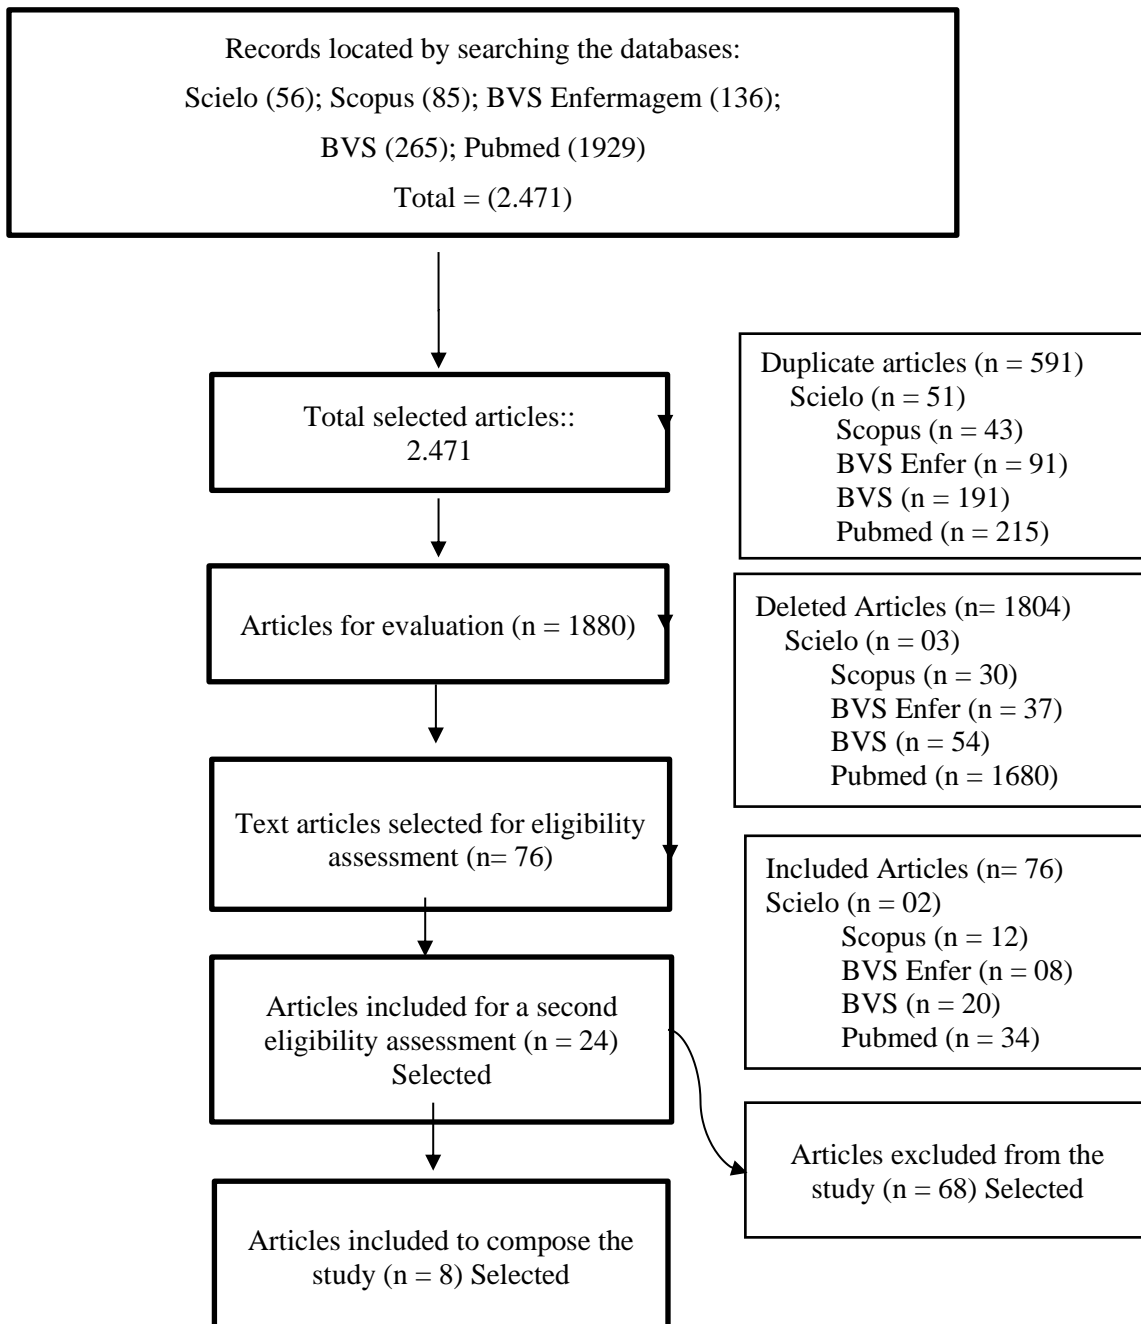 Records located by searching the databases:
Scielo (56); Scopus (85); BVS Enfermagem (136);
BVS (265); Pubmed (1929)
Total = (2.471)
Total selected articles::
2.471
Duplicate articles (n = 591)
Scielo (n = 51)
Scopus (n = 43)
BVS Enfer (n = 91)
BVS (n = 191)
Pubmed (n = 215)
Articles for evaluation (n = 1880)
Deleted Articles (n= 1804)
Scielo (n = 03)
Scopus (n = 30)
BVS Enfer (n = 37)
BVS (n = 54)
Pubmed (n = 1680)
Text articles selected for eligibility
assessment (n= 76)
Included Articles (n= 76)
Scielo (n = 02)
Scopus (n = 12)
BVS Enfer (n = 08)
BVS (n = 20)
Pubmed (n = 34)
Articles included for a second
eligibility assessment (n = 24)
Selected
Articles excluded from the
study (n = 68) Selected
Articles included to compose the
study (n = 8) Selected